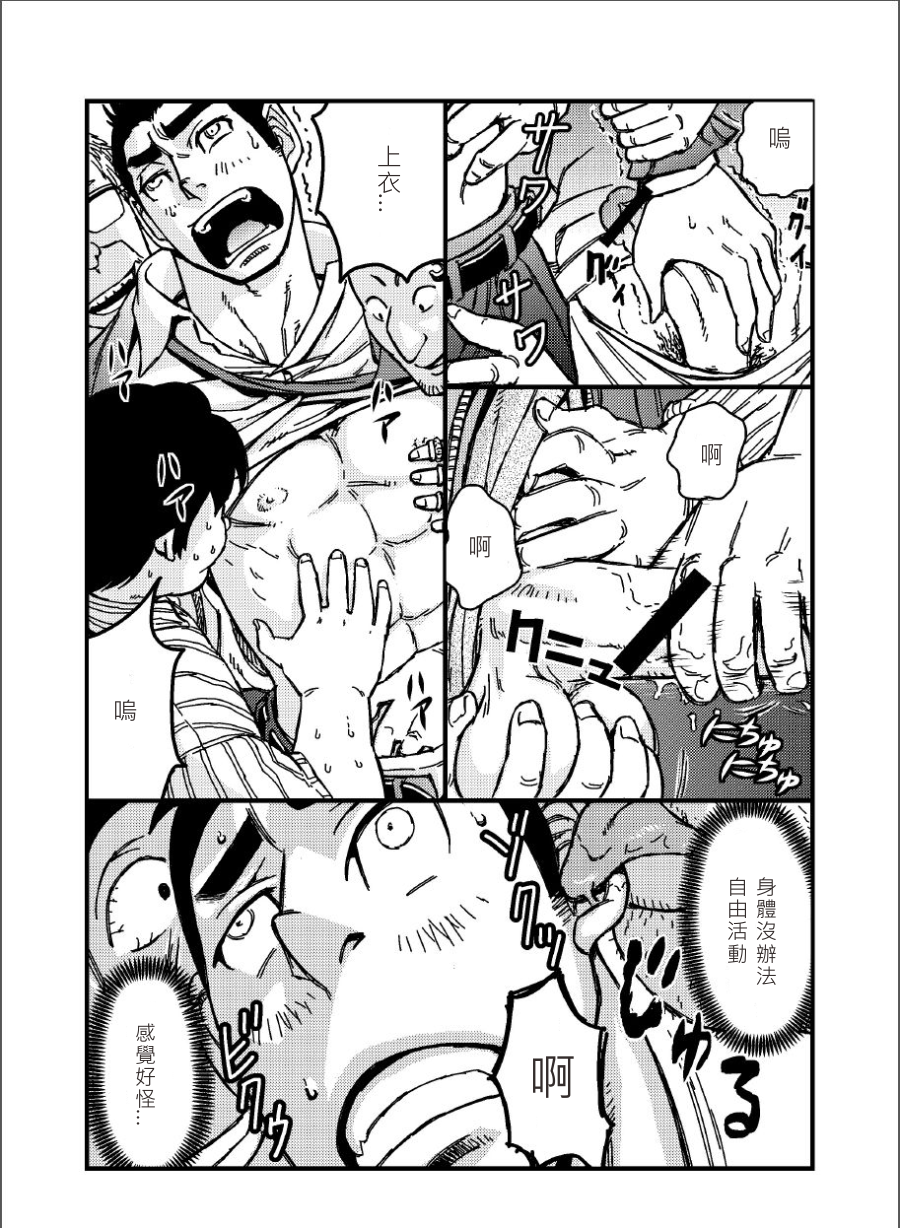 嗚
サワ
サワ
グイ
グーイ
啊
啊
クニュ
にちゅ
にちゅ
上衣…
ハァ
ハァ
ハァ
ハァ
嗚
身體沒辦法
自由活動
じゅる
ビクッ
啊
ビクゥ
感覺好怪…